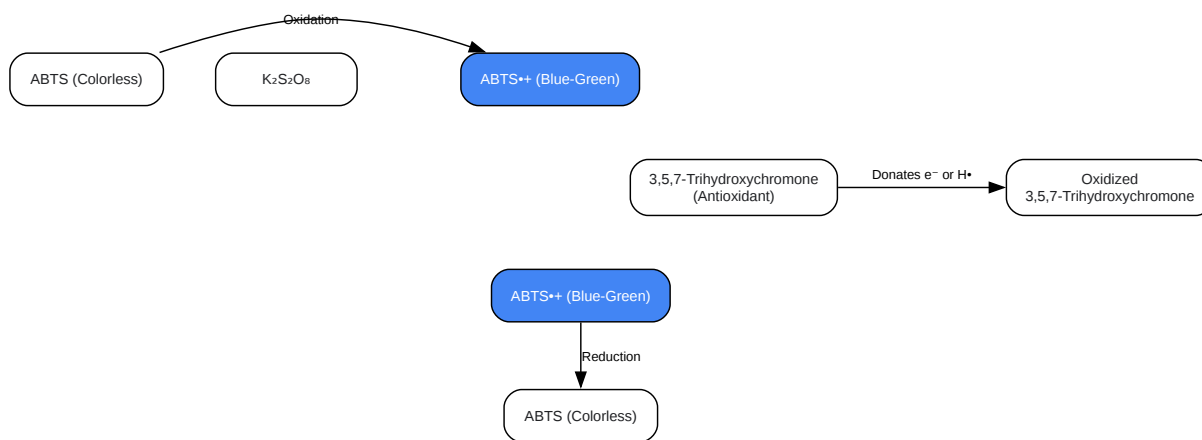 Oxidation
ABTS (Colorless)
K₂S₂O₈
ABTS•+ (Blue-Green)
3,5,7-Trihydroxychromone
(Antioxidant)
Donates e⁻ or H•
Oxidized
3,5,7-Trihydroxychromone
ABTS•+ (Blue-Green)
Reduction
ABTS (Colorless)